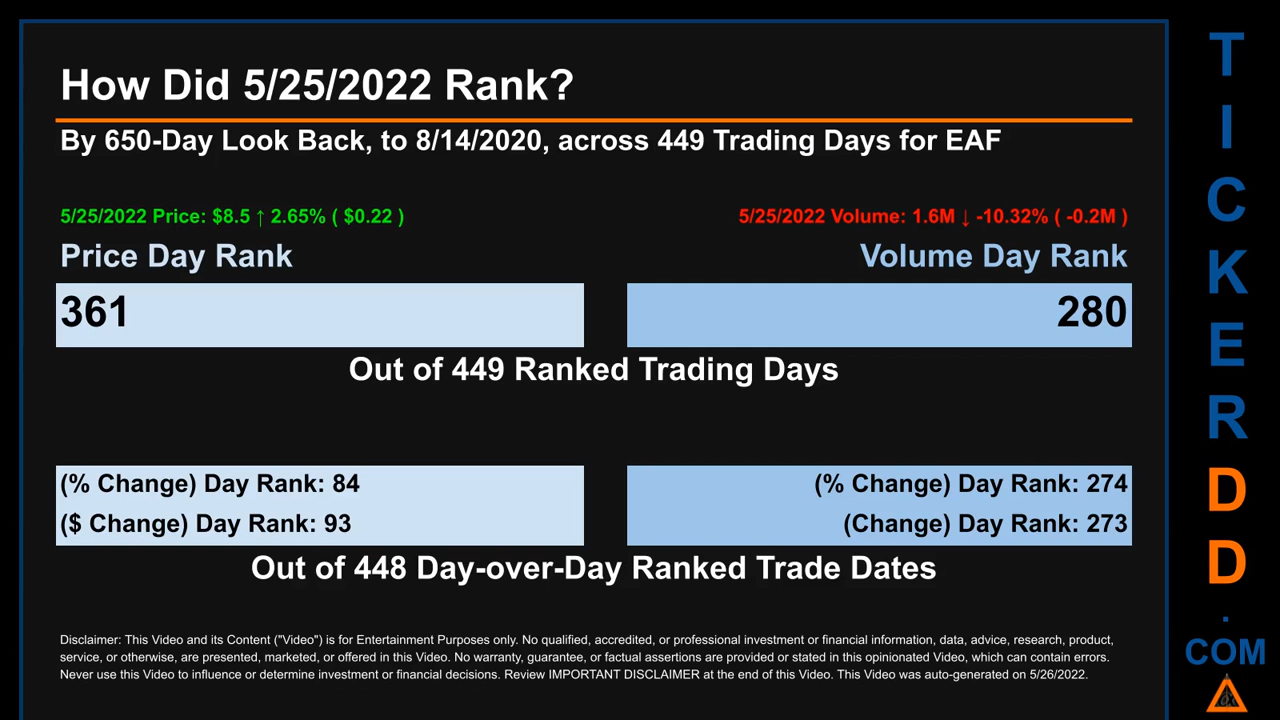 How Did 5/25/2022 Rank?
By 650-Day Look Back, to 8/14/2020, across 449 Trading Days for EAF
5/25/2022 Price: $8.5 ↑ 2.65% ( $0.22 )
5/25/2022 Volume: 1.6M ↓ -10.32% ( -0.2M )
Price Day Rank
Volume Day Rank
361
280
Out of 449 Ranked Trading Days
(% Change) Day Rank: 84
(% Change) Day Rank: 274
($ Change) Day Rank: 93
(Change) Day Rank: 273
Out of 448 Day-over-Day Ranked Trade Dates
Disclaimer: This Video and its Content ("Video") is for Entertainment Purposes only. No qualified, accredited, or professional investment or financial information, data, advice, research, product,
service, or otherwise, are presented, marketed, or offered in this Video. No warranty, guarantee, or factual assertions are provided or stated in this opinionated Video, which can contain errors.
Never use this Video to influence or determine investment or financial decisions. Review IMPORTANT DISCLAIMER at the end of this Video. This Video was auto-generated on 5/26/2022.
T
I
C
K
E
R
D
D
.
COM